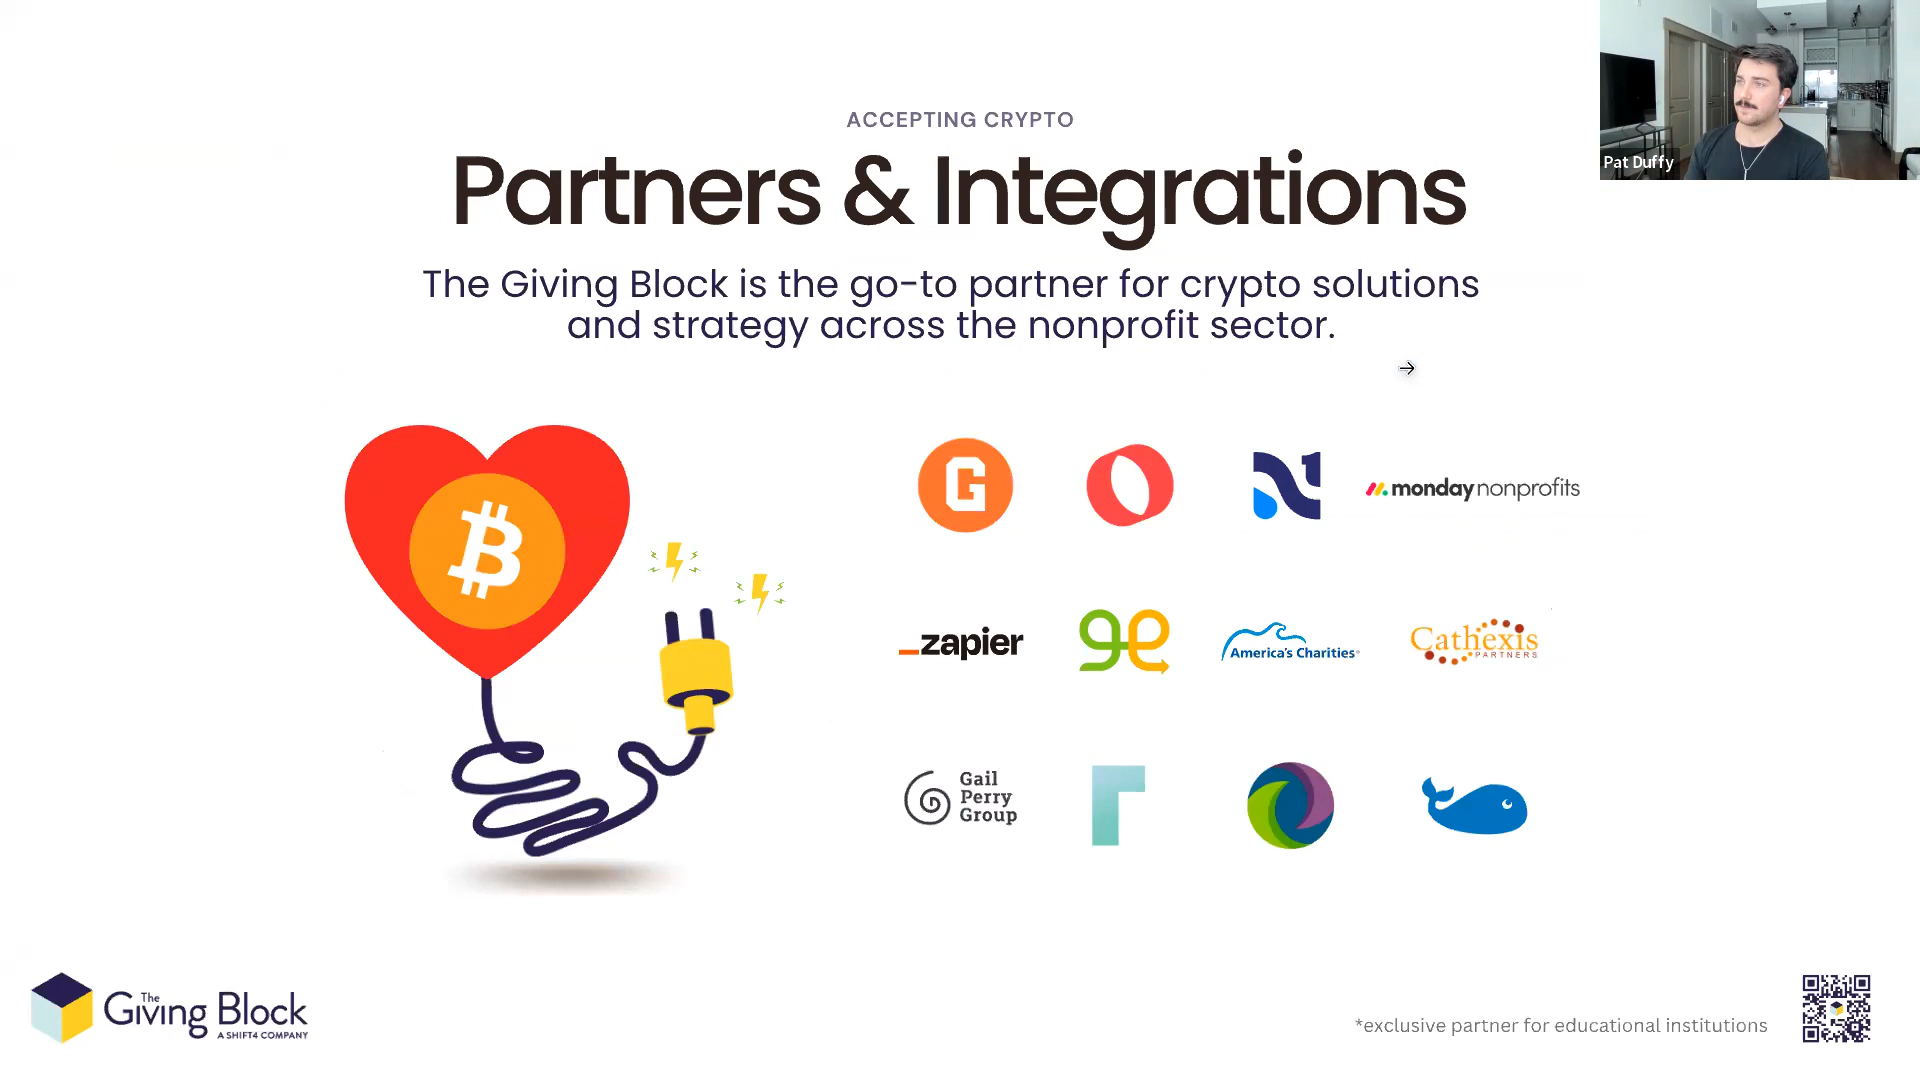 ACCEPTING CRYPTO
Partners & Integrations
The Giving Block is the go-to partner for crypto solutions
and strategy across the nonprofit sector.
Pat Duffy
G
monday nonprofits
zapier
ge
America's Charities
Cathexis
PARTNERS
Gail
Perry
Group
The
Giving Block
A SHIFT4 COMPANY
*exclusive partner for educational institutions